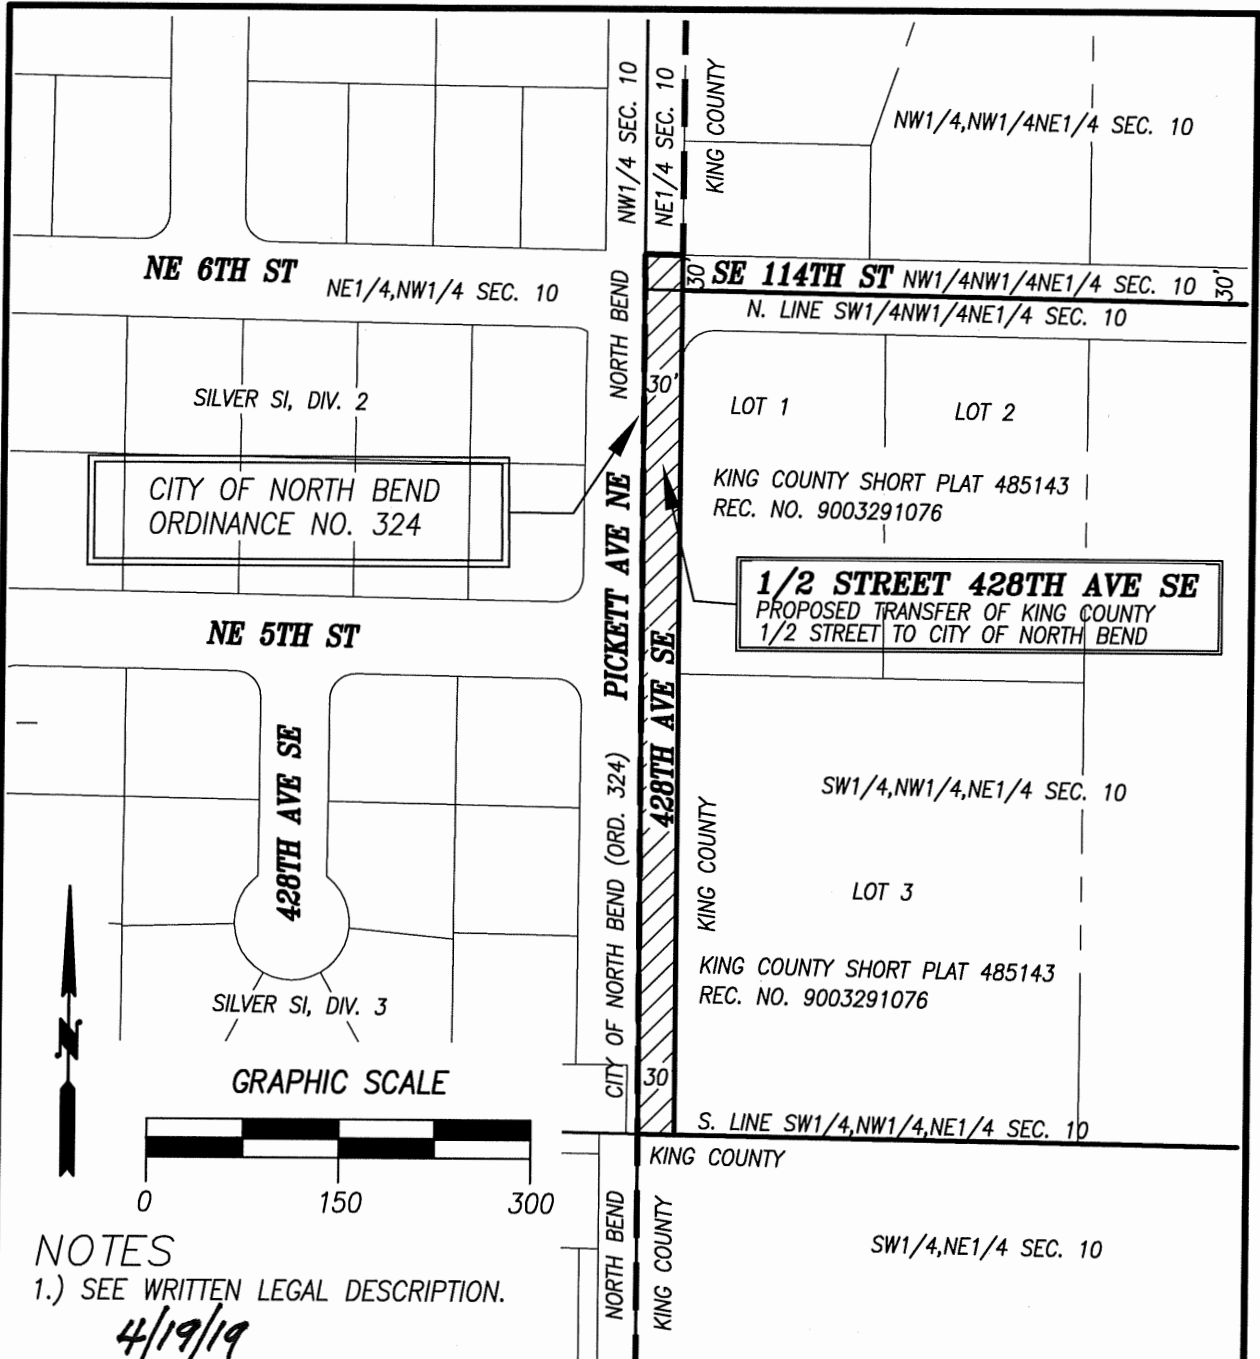 NW1/4 SEC. 10
NE1/4 SEC. 10
KING COUNTY
NW1/4,NW1/4NE1/4 SEC. 10
NE 6TH ST
NE1/4,NW1/4 SEC. 10
NORTH BEND
30'
SE 114TH ST
NW1/4NW1/4NE1/4 SEC. 10
30'
N. LINE SW1/4NW1/4NE1/4 SEC. 10
SILVER SI, DIV. 2
30'
LOT 1
LOT 2
CITY OF NORTH BEND
ORDINANCE NO. 324
KING COUNTY SHORT PLAT 485143
REC. NO. 9003291076
PICKETT AVE NE
1/2 STREET 428TH AVE SE
PROPOSED TRANSFER OF KING COUNTY
1/2 STREET TO CITY OF NORTH BEND
NE 5TH ST
428TH AVE SE
428TH AVE SE
CITY OF NORTH BEND (ORD. 324)
SW1/4,NW1/4,NE1/4 SEC. 10
KING COUNTY
LOT 3
KING COUNTY SHORT PLAT 485143
REC. NO. 9003291076
SILVER SI, DIV. 3
N
GRAPHIC SCALE
30
S. LINE SW1/4,NW1/4,NE1/4 SEC. 10
KING COUNTY
0 150 300
NORTH BEND
KING COUNTY
SW1/4,NE1/4 SEC. 10
NOTES
1.) SEE WRITTEN LEGAL DESCRIPTION.
4/19/19